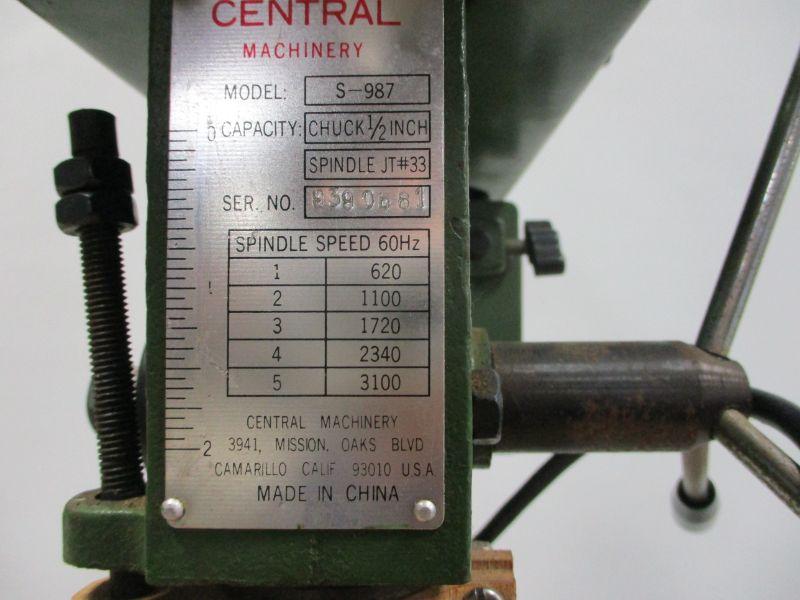 CENTRAL
MACHINERY
MODEL: S-987
CAPACITY: CHUCK 1/2 INCH
SPINDLE JT#33
SER. NO.
SPINDLE SPEED 60Hz
1 620
2 1100
3 1720
4 2340
5 3100
CENTRAL MACHINERY
3941, MISSION, OAKS BLVD
2
CAMARILLO CALIF 93010 U.S.A
MADE IN CHINA